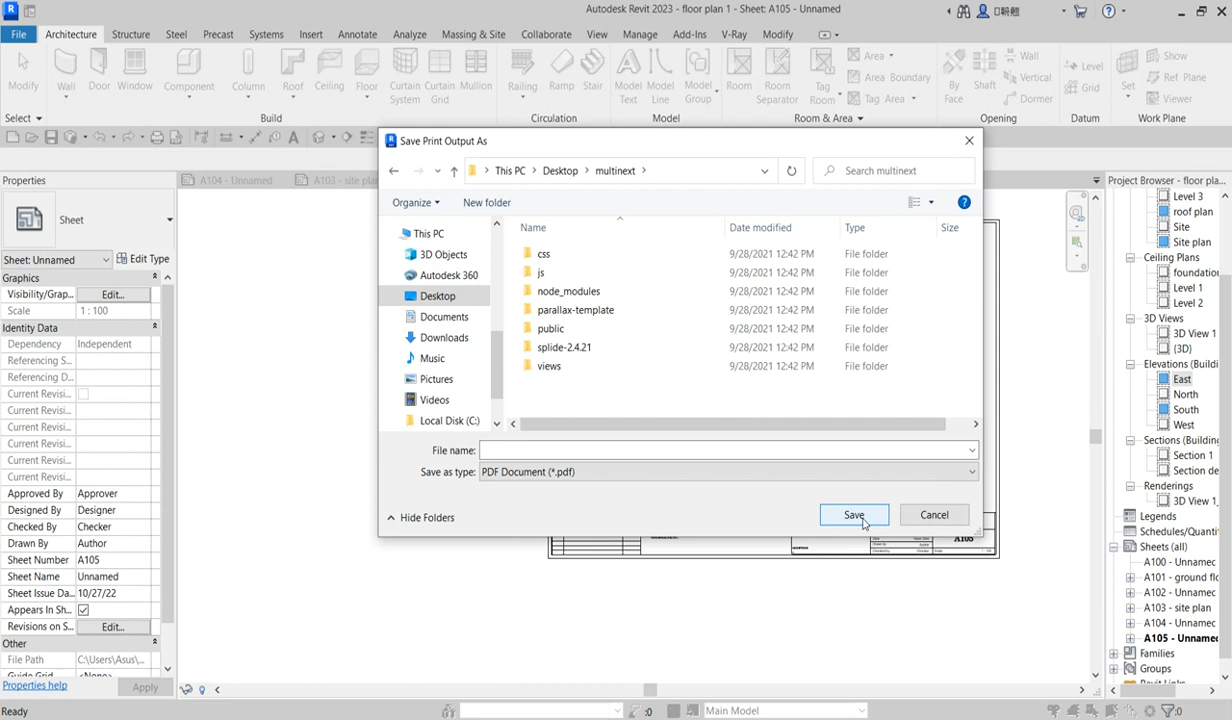 Autodesk Revit 2023 - floor plan 1 - Sheet: A105 - Unnamed
File Architecture Structure Steel Precast Systems Insert Annotate Analyze Massing & Site Collaborate View Manage Add-Ins V-Ray Modify
Modify Wall Door Window Component Column Roof Ceiling Floor Curtain System Curtain Grid Mullion Railing Ramp Stair Model Text Model Line Model Group Room Room Separator Tag Room Area Area Boundary Tag Area By Face Shaft Wall Vertical Dormer Level Grid Set Show Ref Plane Viewer
Select Build Circulation Model Room & Area Opening Datum Work Plane
Save Print Output As
This PC Desktop multinext
Search multinext
Organize New folder
Name Date modified Type Size
css 9/28/2021 12:42 PM File folder
js 9/28/2021 12:42 PM File folder
node_modules 9/28/2021 12:42 PM File folder
parallax-template 9/28/2021 12:42 PM File folder
public 9/28/2021 12:42 PM File folder
splide-2.4.21 9/28/2021 12:42 PM File folder
views 9/28/2021 12:42 PM File folder
This PC
3D Objects
Autodesk 360
Desktop
Documents
Downloads
Music
Pictures
Videos
Local Disk (C:)
File name:
Save as type: PDF Document (*.pdf)
Hide Folders
Save Cancel
A104 - Unnamed A103 - site plan
Properties
Sheet
Sheet: Unnamed Edit Type
Graphics
Visibility/Grap... Edit...
Scale 1 : 100
Identity Data
Dependency Independent
Referencing S...
Referencing D...
Current Revisi...
Current Revisi...
Current Revisi...
Current Revisi...
Current Revisi...
Current Revisi...
Approved By Approver
Designed By Designer
Checked By Checker
Drawn By Author
Sheet Number A105
Sheet Name Unnamed
Sheet Issue Da... 10/27/22
Appears In Sh...
Revisions on S... Edit...
Other
File Path C:\Users\Asus\...
Guide Grid <None>
Properties help Apply
Ready
:0 Main Model :0
A105
Project Browser - floor pla...
Level 3
roof plan
Site
Site plan
Ceiling Plans
foundatio
Level 1
Level 2
3D Views
3D View 1
{3D}
Elevations (Buildi
East
North
South
West
Sections (Building
Section 1
Section de
Renderings
3D View 1_
Legends
Schedules/Quantit
Sheets (all)
A100 - Unnamec
A101 - ground flo
A102 - Unnamec
A103 - site plan
A104 - Unnamec
A105 - Unnamec
Families
Groups
Revit Links